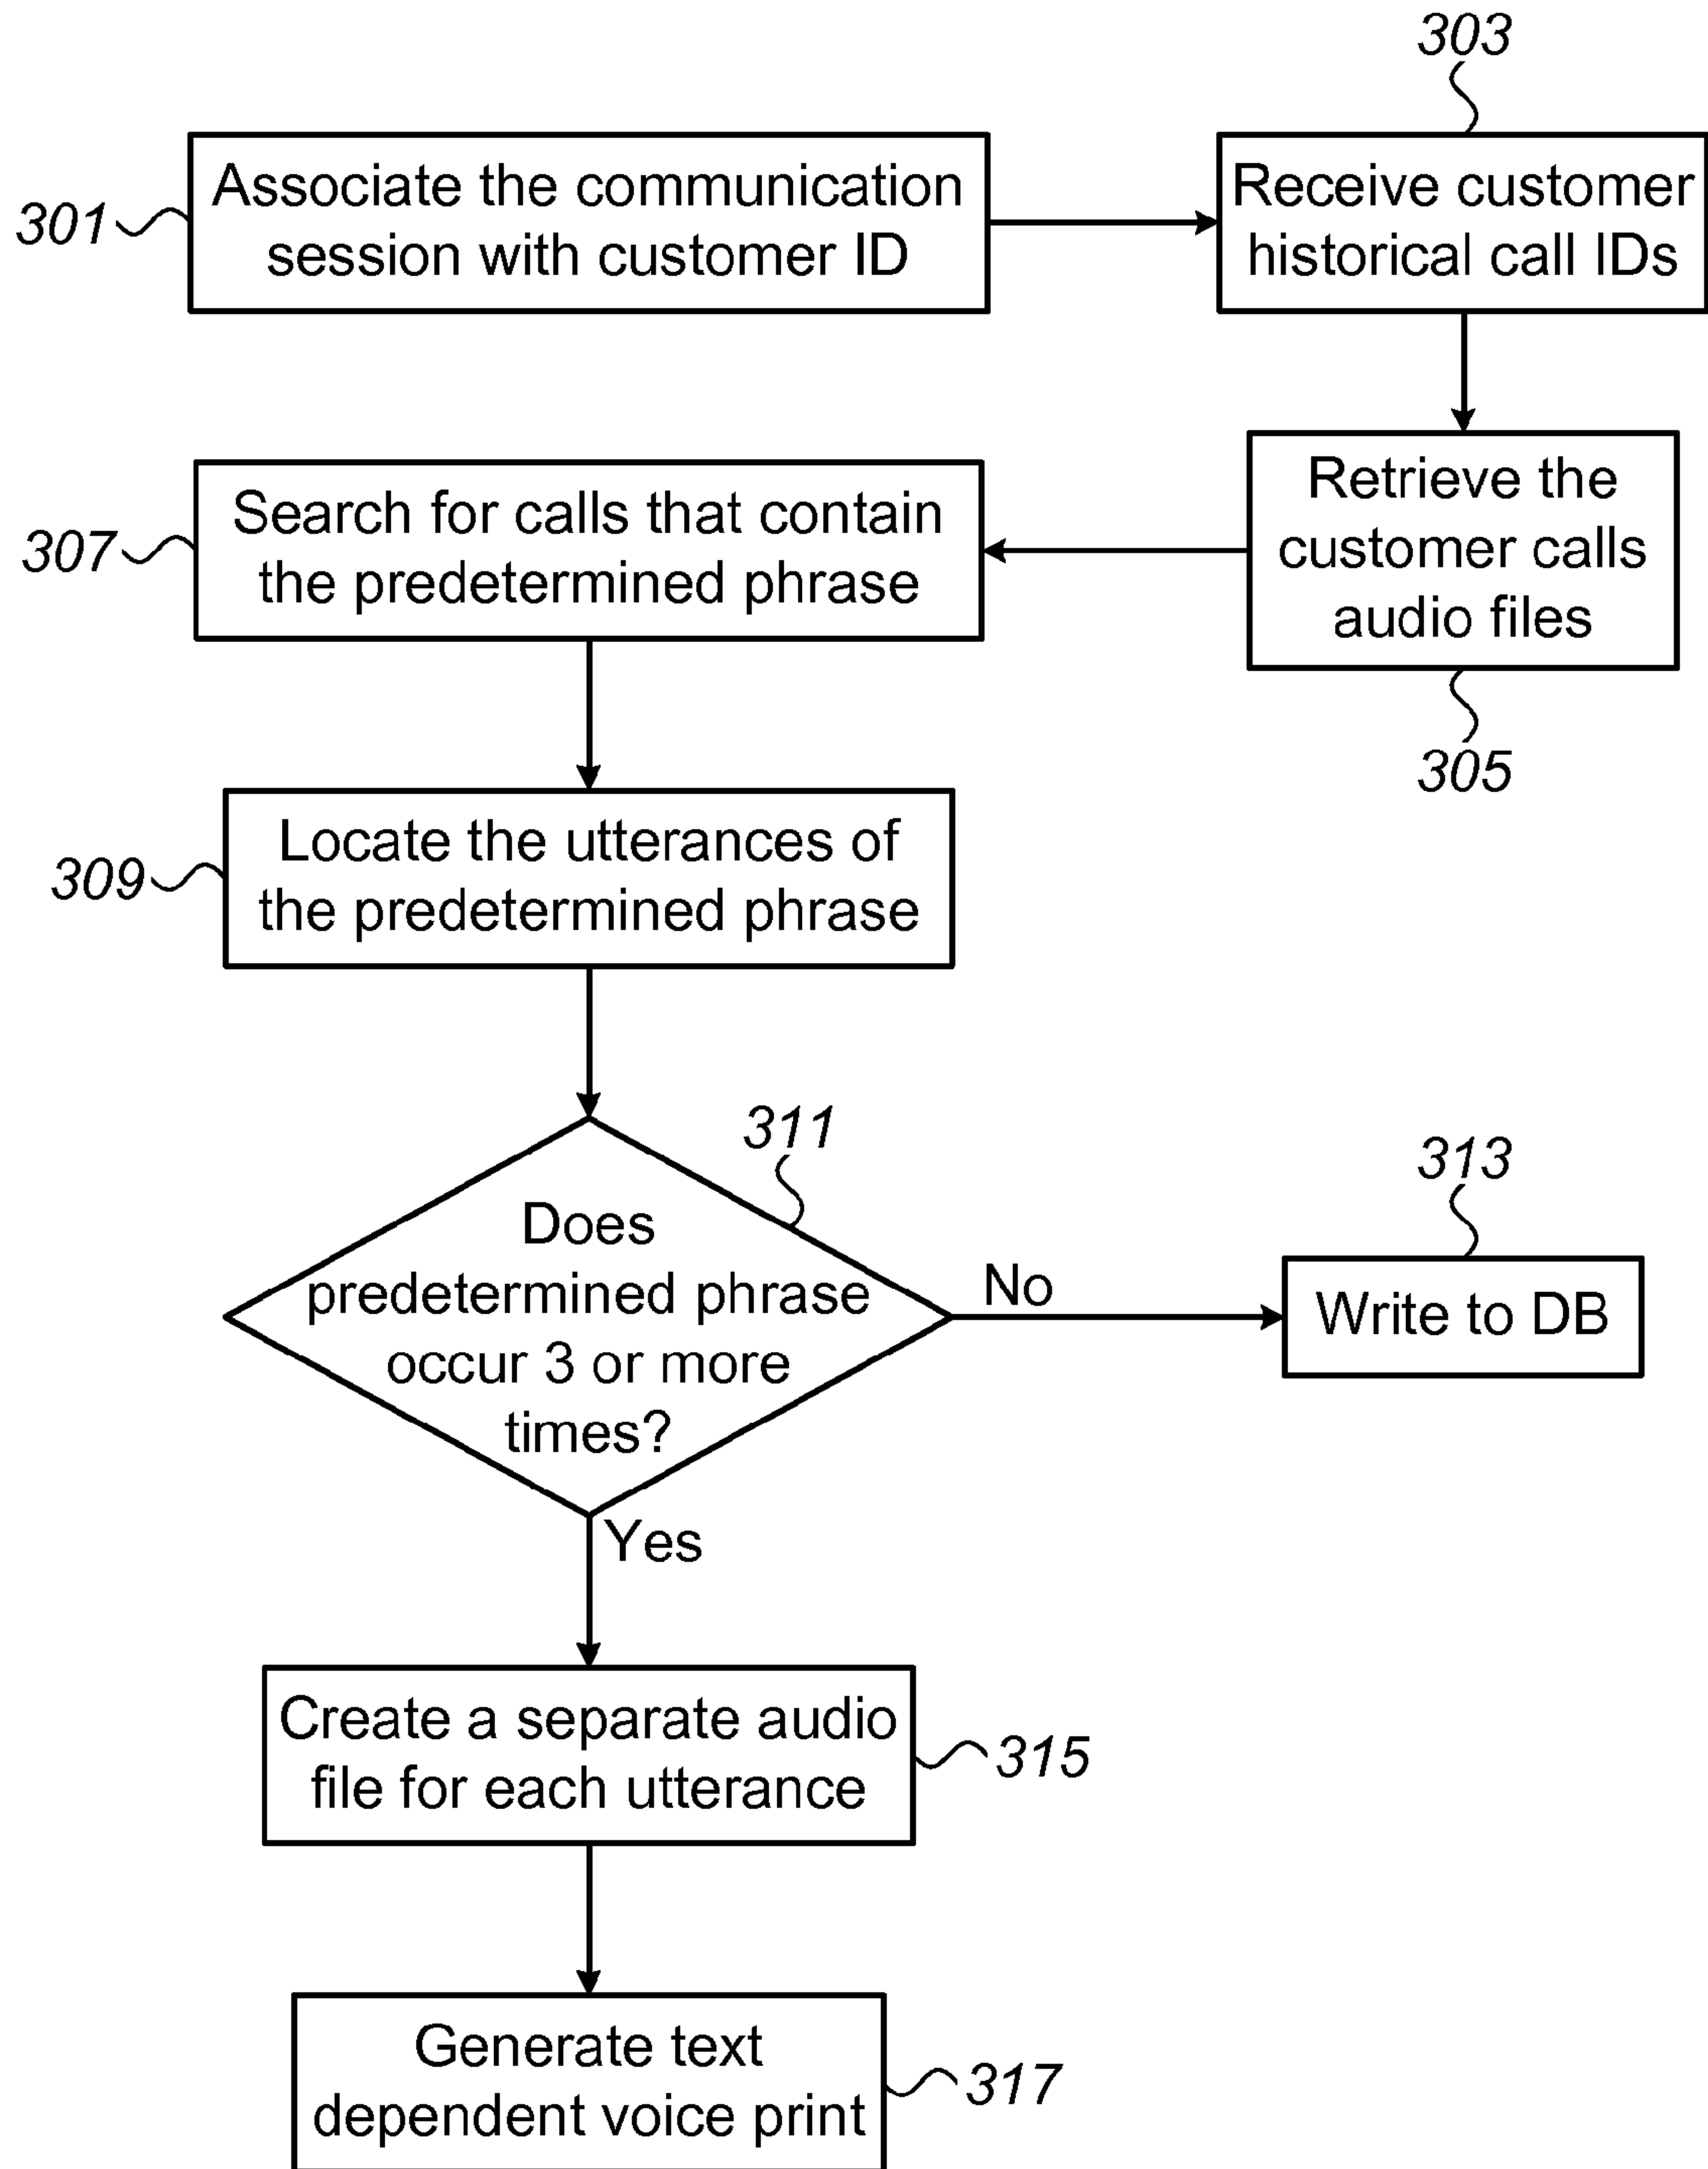 303
301
Associate the communication
session with customer ID
Receive customer
historical call IDs
307
Search for calls that contain
the predetermined phrase
Retrieve the
customer calls
audio files
305
309
Locate the utterances of
the predetermined phrase
311
Does
predetermined phrase
occur 3 or more
times?
No
313
Write to DB
Yes
Create a separate audio
file for each utterance
315
Generate text
dependent voice print
317